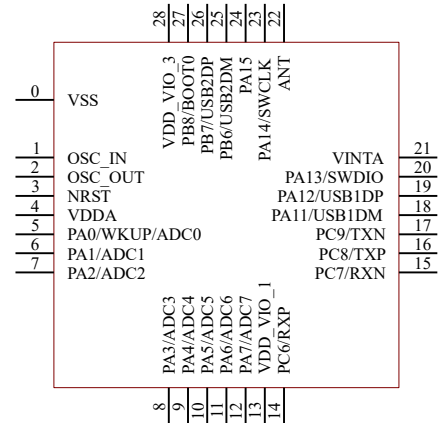 28 27 26 25 24 23 22
VDD_VIO_3
PB8/BOOT0
PB7/USB2DP
PB6/USB2DM
PA15
PA14/SWCLK
ANT
0 VSS
1 OSC_IN
2 OSC_OUT
3 NRST
4 VDDA
5 PA0/WKUP/ADC0
6 PA1/ADC1
7 PA2/ADC2
VINTA 21
PA13/SWDIO 20
PA12/USB1DP 19
PA11/USB1DM 18
PC9/TXN 17
PC8/TXP 16
PC7/RXN 15
PA3/ADC3
PA4/ADC4
PA5/ADC5
PA6/ADC6
PA7/ADC7
VDD_VIO_1
PC6/RXP
8 9 10 11 12 13 14